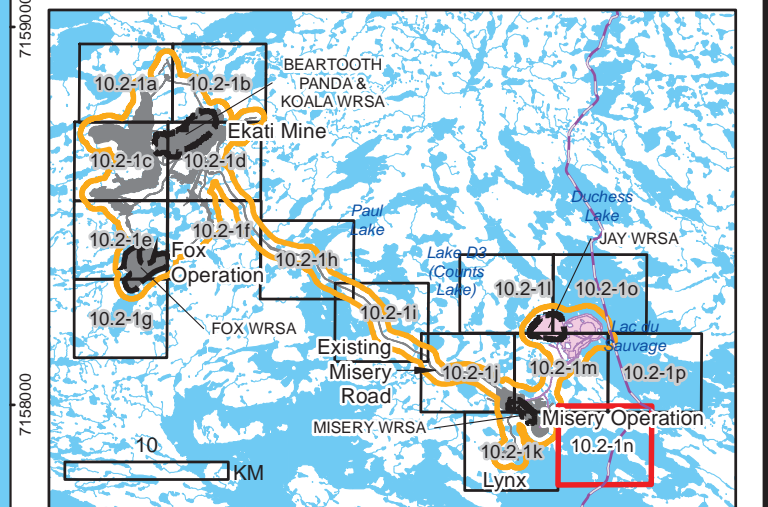 7159000
BEARTOOTH
PANDA &
KOALA WRSA
10.2-1a
10.2-1b
Ekati Mine
10.2-1c
10.2-1d
Paul
Lake
Duchess
Lake
10.2-1e
10.2-1f
Fox
Operation
10.2-1h
Lake D3
(Counts
Lake)
JAY WRSA
10.2-1l
10.2-1o
10.2-1g
FOX WRSA
10.2-1i
Lac du
Sauvage
Existing
Misery
Road
10.2-1j
10.2-1m
10.2-1p
7158000
MISERY WRSA
Misery Operation
10
KM
10.2-1k
10.2-1n
Lynx